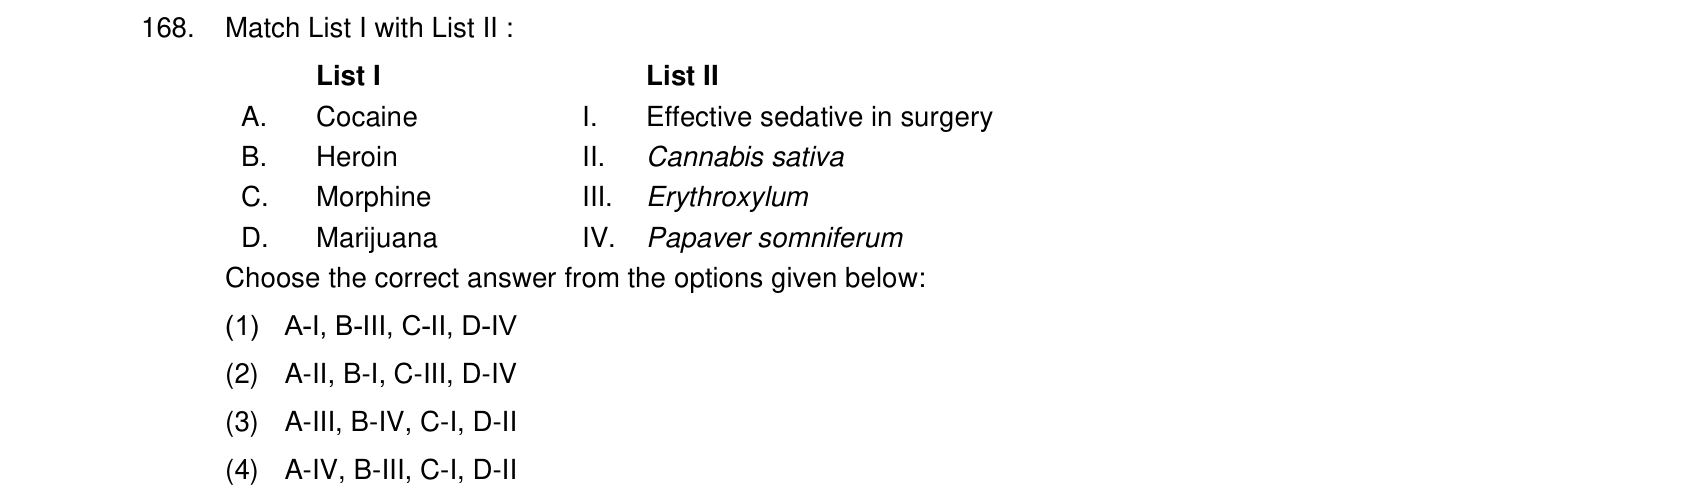 168. Match List I with List II :
List I List II
A. Cocaine I. Effective sedative in surgery
B. Heroin II. Cannabis sativa
C. Morphine III. Erythroxylum
D. Marijuana IV. Papaver somniferum
Choose the correct answer from the options given below:
(1) A-I, B-III, C-II, D-IV
(2) A-II, B-I, C-III, D-IV
(3) A-III, B-IV, C-I, D-II
(4) A-IV, B-III, C-I, D-II